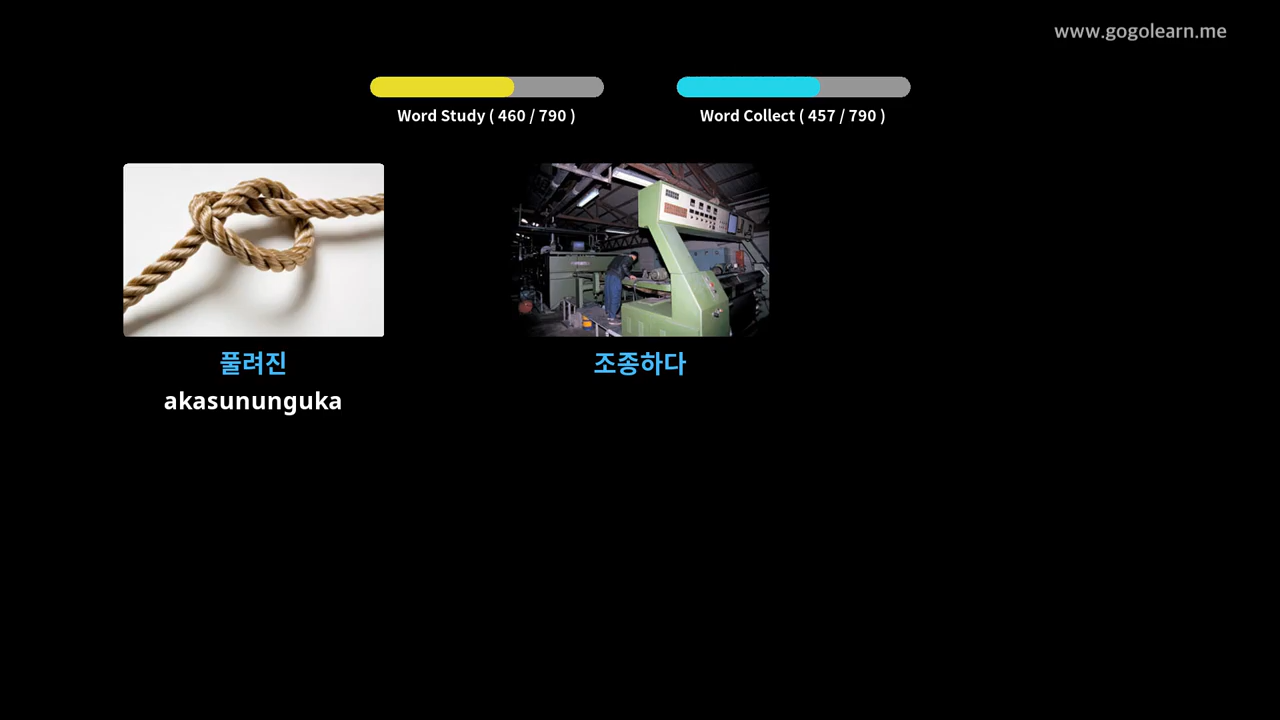 www.gogolearn.me
Word Study ( 460 / 790 )
Word Collect ( 457 / 790 )
풀려진
조종하다
akasununguka